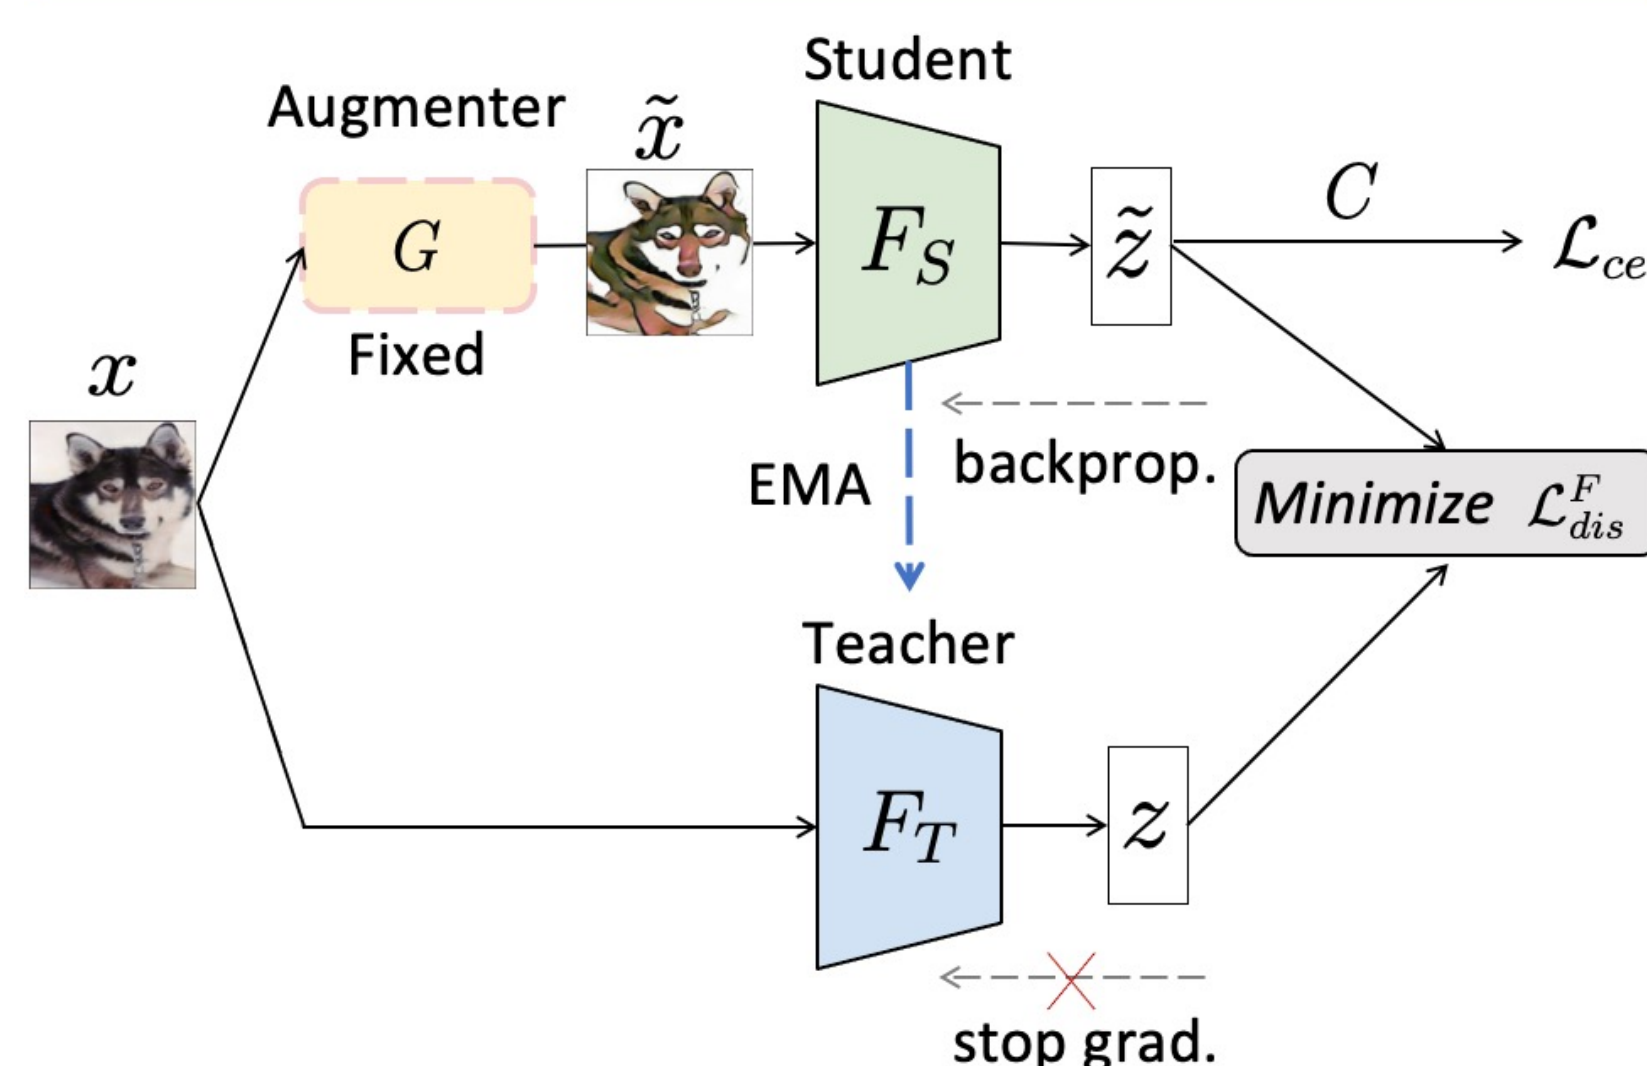 Student
Augmenter
x̃
C
G
F_S
z̃
ℒ_ce
Fixed
x
backprop.
EMA
Minimize ℒ^F_dis
Teacher
F_T
z
stop grad.